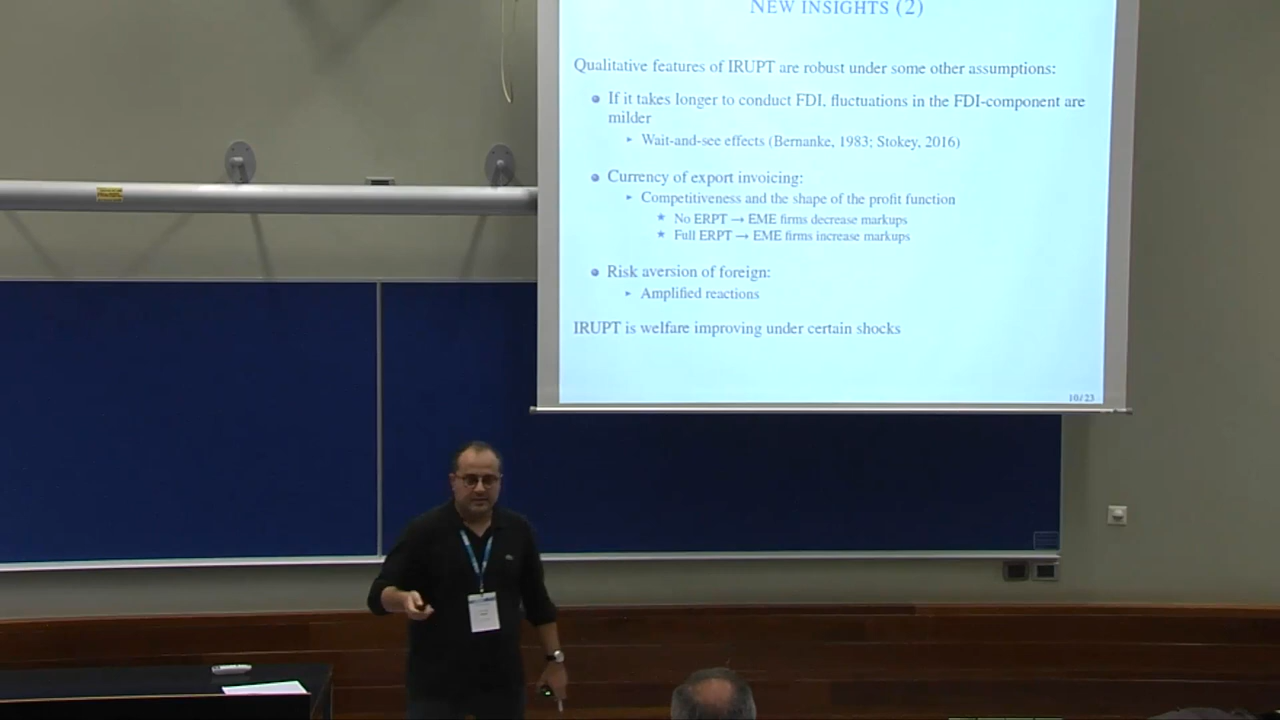 NEW INSIGHTS (2)
Qualitative features of IRUPT are robust under some other assumptions:
If it takes longer to conduct FDI, fluctuations in the FDI-component are
milder
Wait-and-see effects (Bernanke, 1983; Stokey, 2016)
Currency of export invoicing:
Competitiveness and the shape of the profit function
No ERPT → EME firms decrease markups
Full ERPT → EME firms increase markups
Risk aversion of foreign:
Amplified reactions
IRUPT is welfare improving under certain shocks
10/23